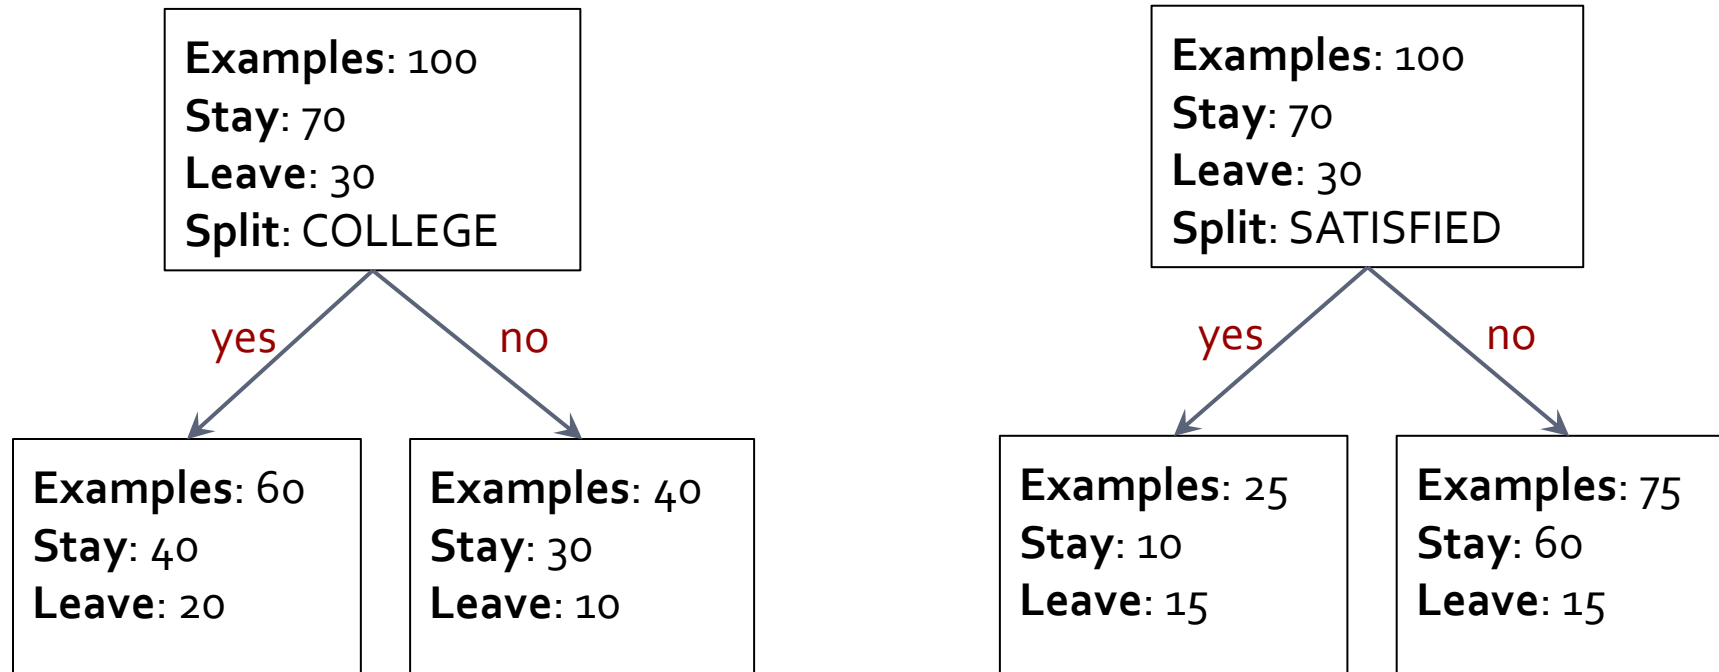 Examples: 100
Stay: 70
Leave: 30
Split: COLLEGE
yes
no
Examples: 60
Stay: 40
Leave: 20
Examples: 40
Stay: 30
Leave: 10
Examples: 100
Stay: 70
Leave: 30
Split: SATISFIED
yes
no
Examples: 25
Stay: 10
Leave: 15
Examples: 75
Stay: 60
Leave: 15